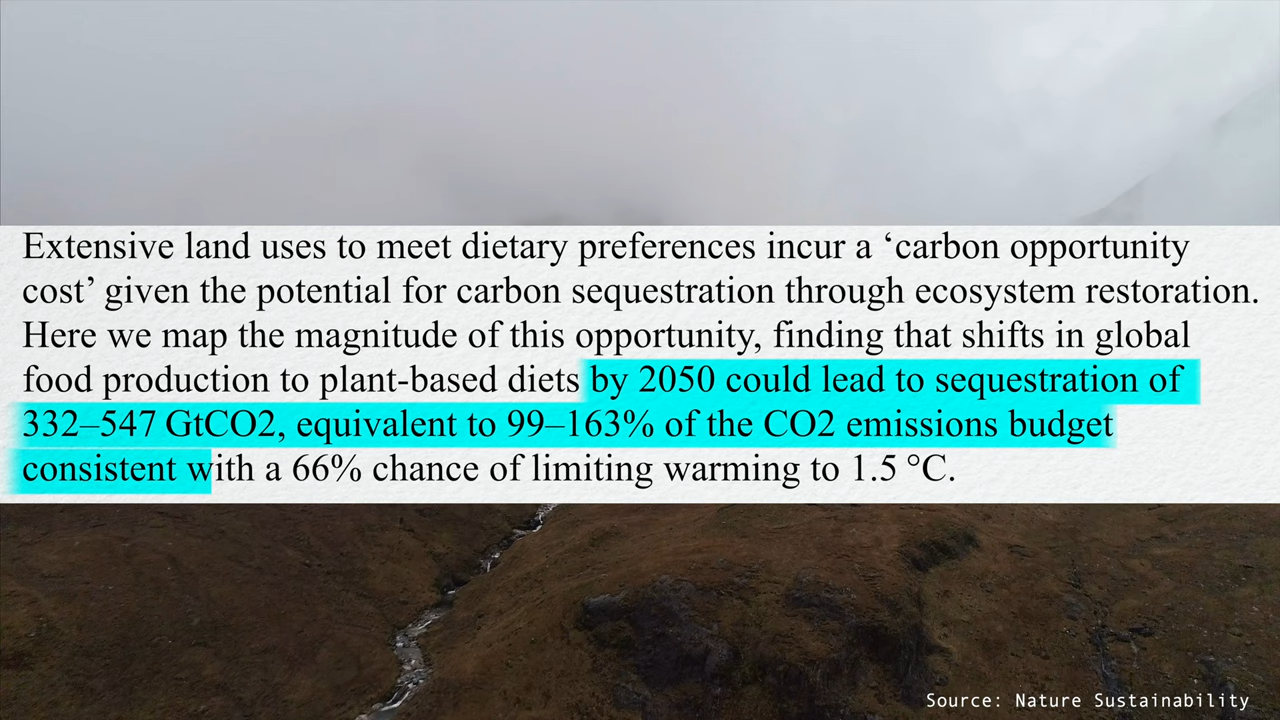 Extensive land uses to meet dietary preferences incur a ‘carbon opportunity
cost’ given the potential for carbon sequestration through ecosystem restoration.
Here we map the magnitude of this opportunity, finding that shifts in global
food production to plant-based diets by 2050 could lead to sequestration of
332–547 GtCO2, equivalent to 99–163% of the CO2 emissions budget
consistent with a 66% chance of limiting warming to 1.5 °C.
Source: Nature Sustainability